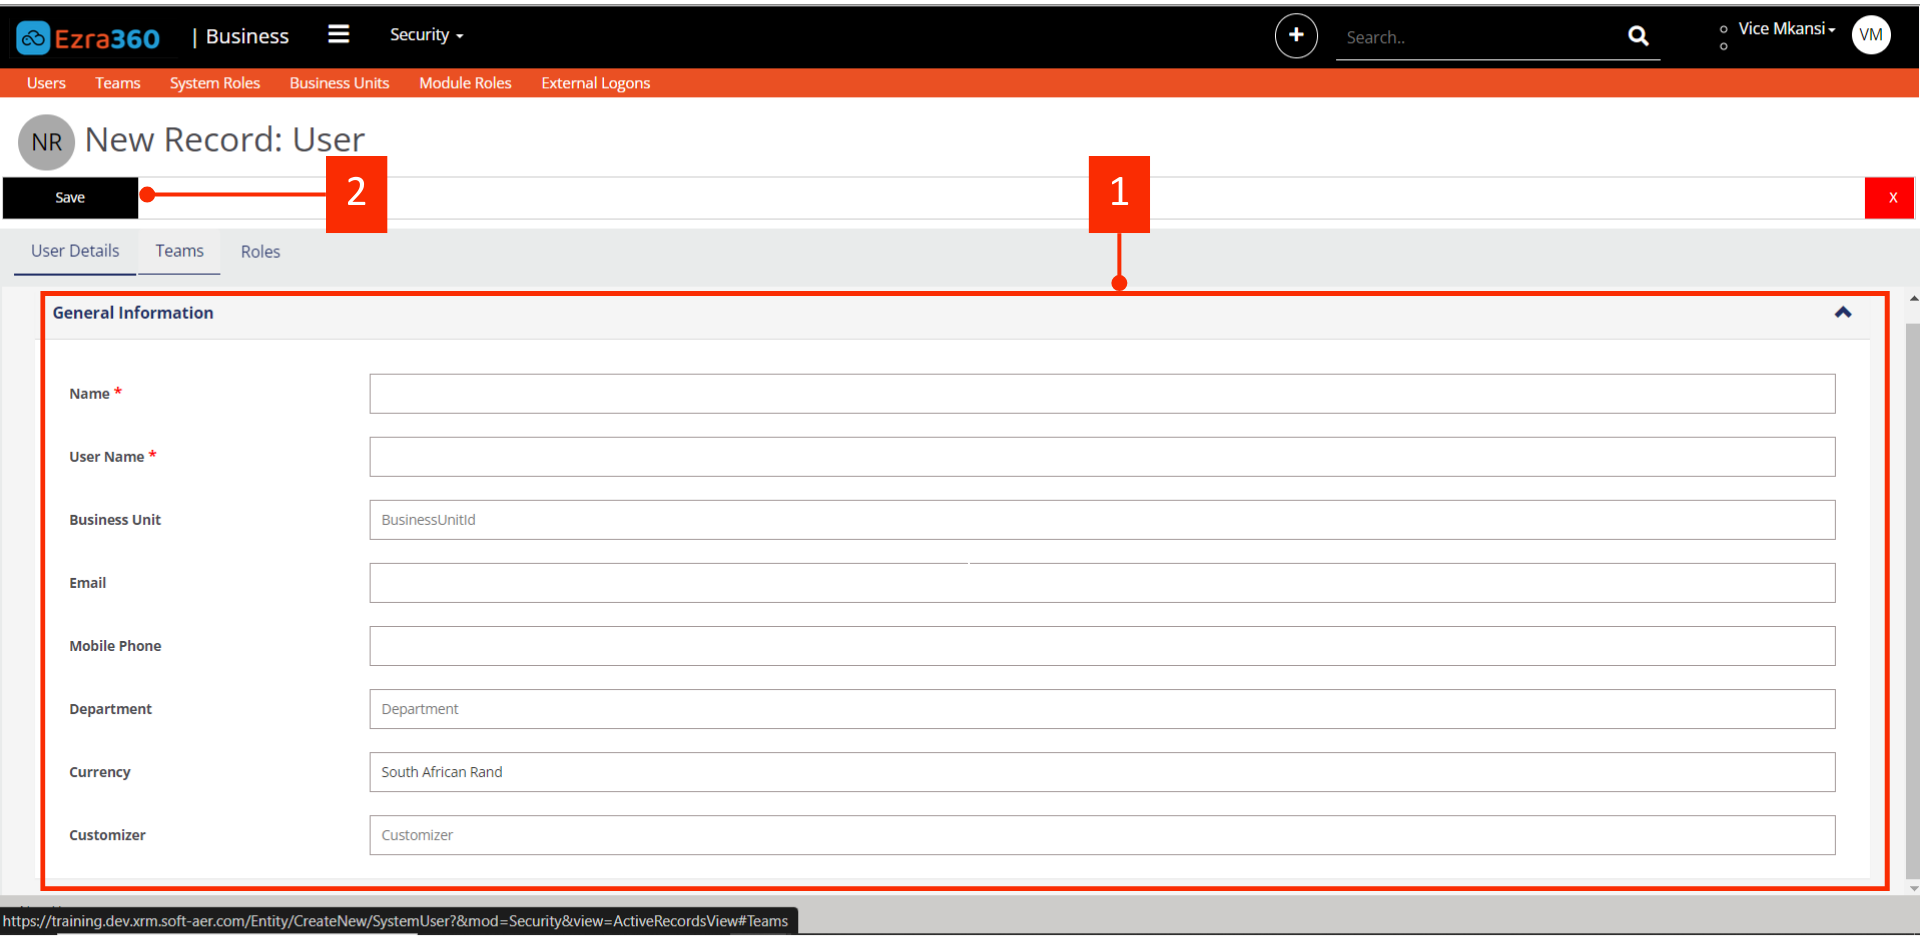 Ezra360 | Business Security Search.. Vice Mkansi VM
Users Teams System Roles Business Units Module Roles External Logons
NR New Record: User
Save 2 1 X
User Details Teams Roles
General Information
Name *
User Name *
Business Unit BusinessUnitId
Email
Mobile Phone
Department Department
Currency South African Rand
Customizer Customizer
https://training.dev.xrm.soft-aer.com/Entity/CreateNew/SystemUser?&mod=Security&view=ActiveRecordsView#Teams